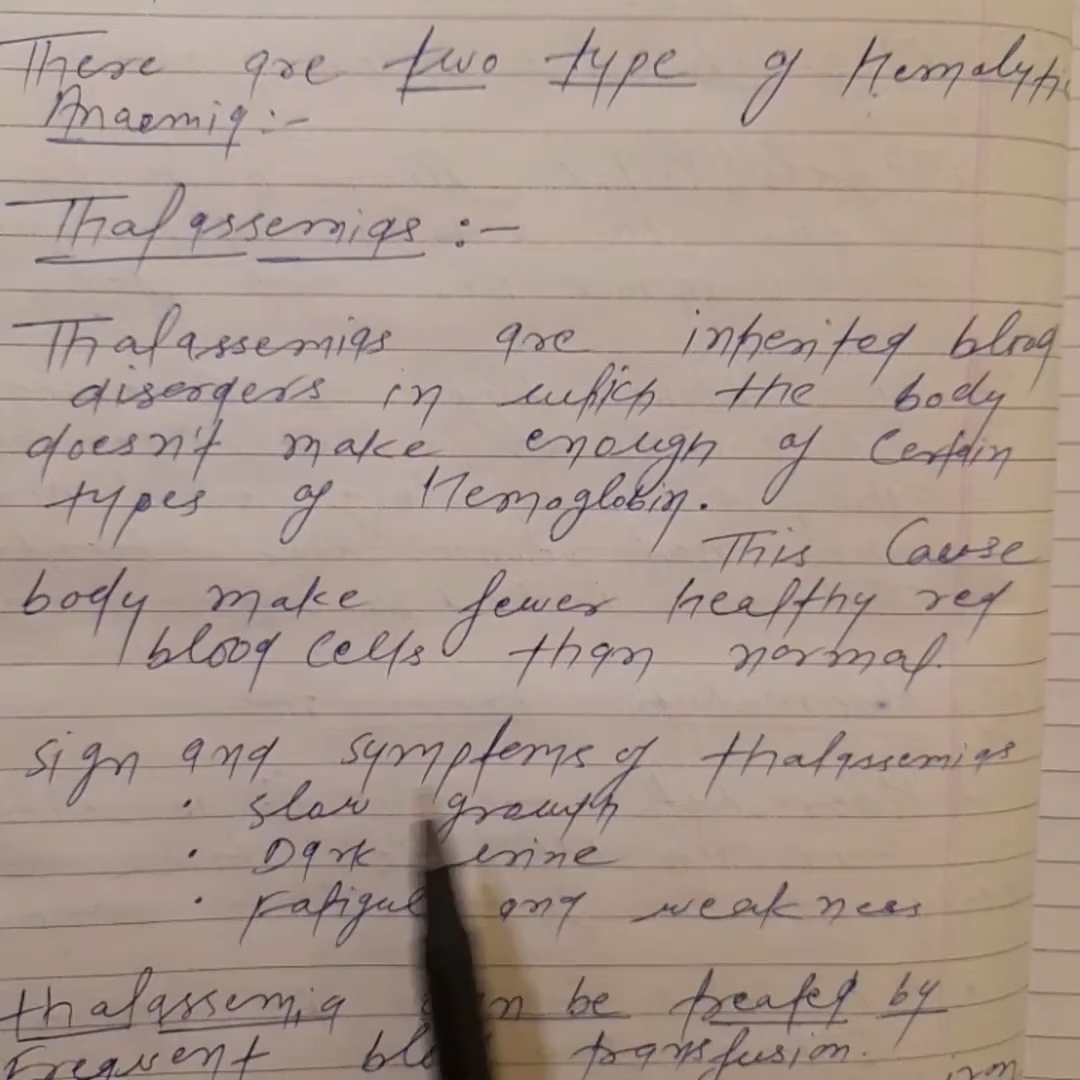 There are two type of Hemolytic
Anaemia:-
Thalassemias :-
Thalassemias are inherited blood
disorders in which the body
doesn't make enough of certain
types of Hemoglobin.
This Cause
body make fewer healthy red
blood cells than normal.
sign and symptems of thalassemias
• slow growth
• Dark urine
• Fatigue and weakness
thalassemia be treated by
Frequent transfusion.
iron